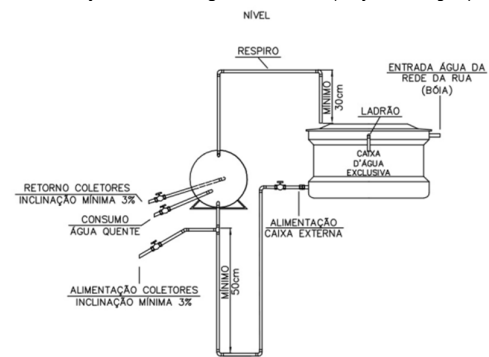 NÍVEL
RESPIRO
ENTRADA ÁGUA DA
REDE DA RUA
(BÓIA)
MÍNIMO
30cm
LADRÃO
CAIXA
D'ÁGUA
EXCLUSIVA
RETORNO COLETORES
INCLINAÇÃO MÍNIMA 3%
CONSUMO
ÁGUA QUENTE
ALIMENTAÇÃO
CAIXA EXTERNA
ALIMENTAÇÃO COLETORES
INCLINAÇÃO MÍNIMA 3%
MÍNIMO
50cm